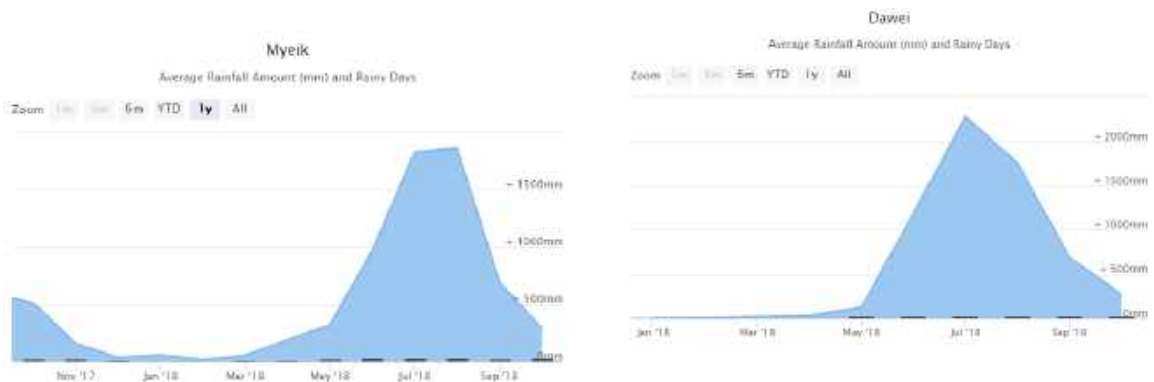 Myeik
Average Rainfall Amount (mm) and Rainy Days
Zoom 6m YTD 1y All
1500mm
1000mm
500mm
0mm
Nov '17 Jan '18 Mar '18 May '18 Jul '18 Sep '18
Dawei
Average Rainfall Amount (mm) and Rainy Days
Zoom 6m YTD 1y All
2000mm
1500mm
1000mm
500mm
0mm
Jan '18 Mar '18 May '18 Jul '18 Sep '18